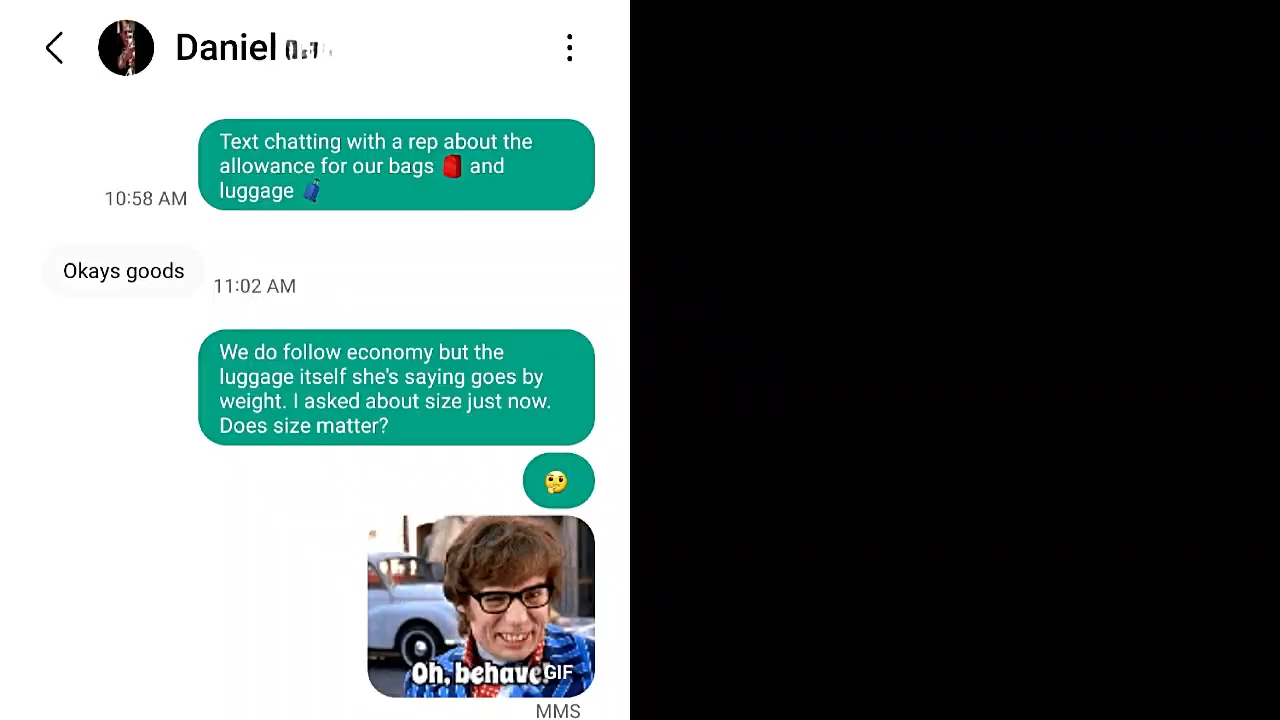 Daniel
Text chatting with a rep about the
allowance for our bags 🎒 and
luggage 🧳
10:58 AM
Okays goods
11:02 AM
We do follow economy but the
luggage itself she's saying goes by
weight. I asked about size just now.
Does size matter?
🤔
Oh, behave!
GIF
MMS